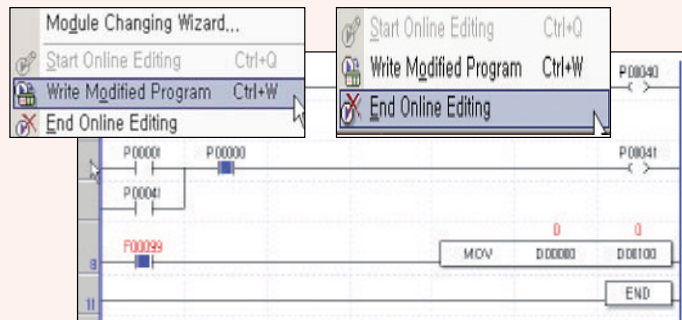 Module Changing Wizard...
Start Online Editing Ctrl+Q
Write Modified Program Ctrl+W
End Online Editing
Start Online Editing Ctrl+Q
Write Modified Program Ctrl+W
End Online Editing
P00040
P00001 P00000 P00041
P00041
0 0
F00099 MOV D00000 D00100
8
END
11